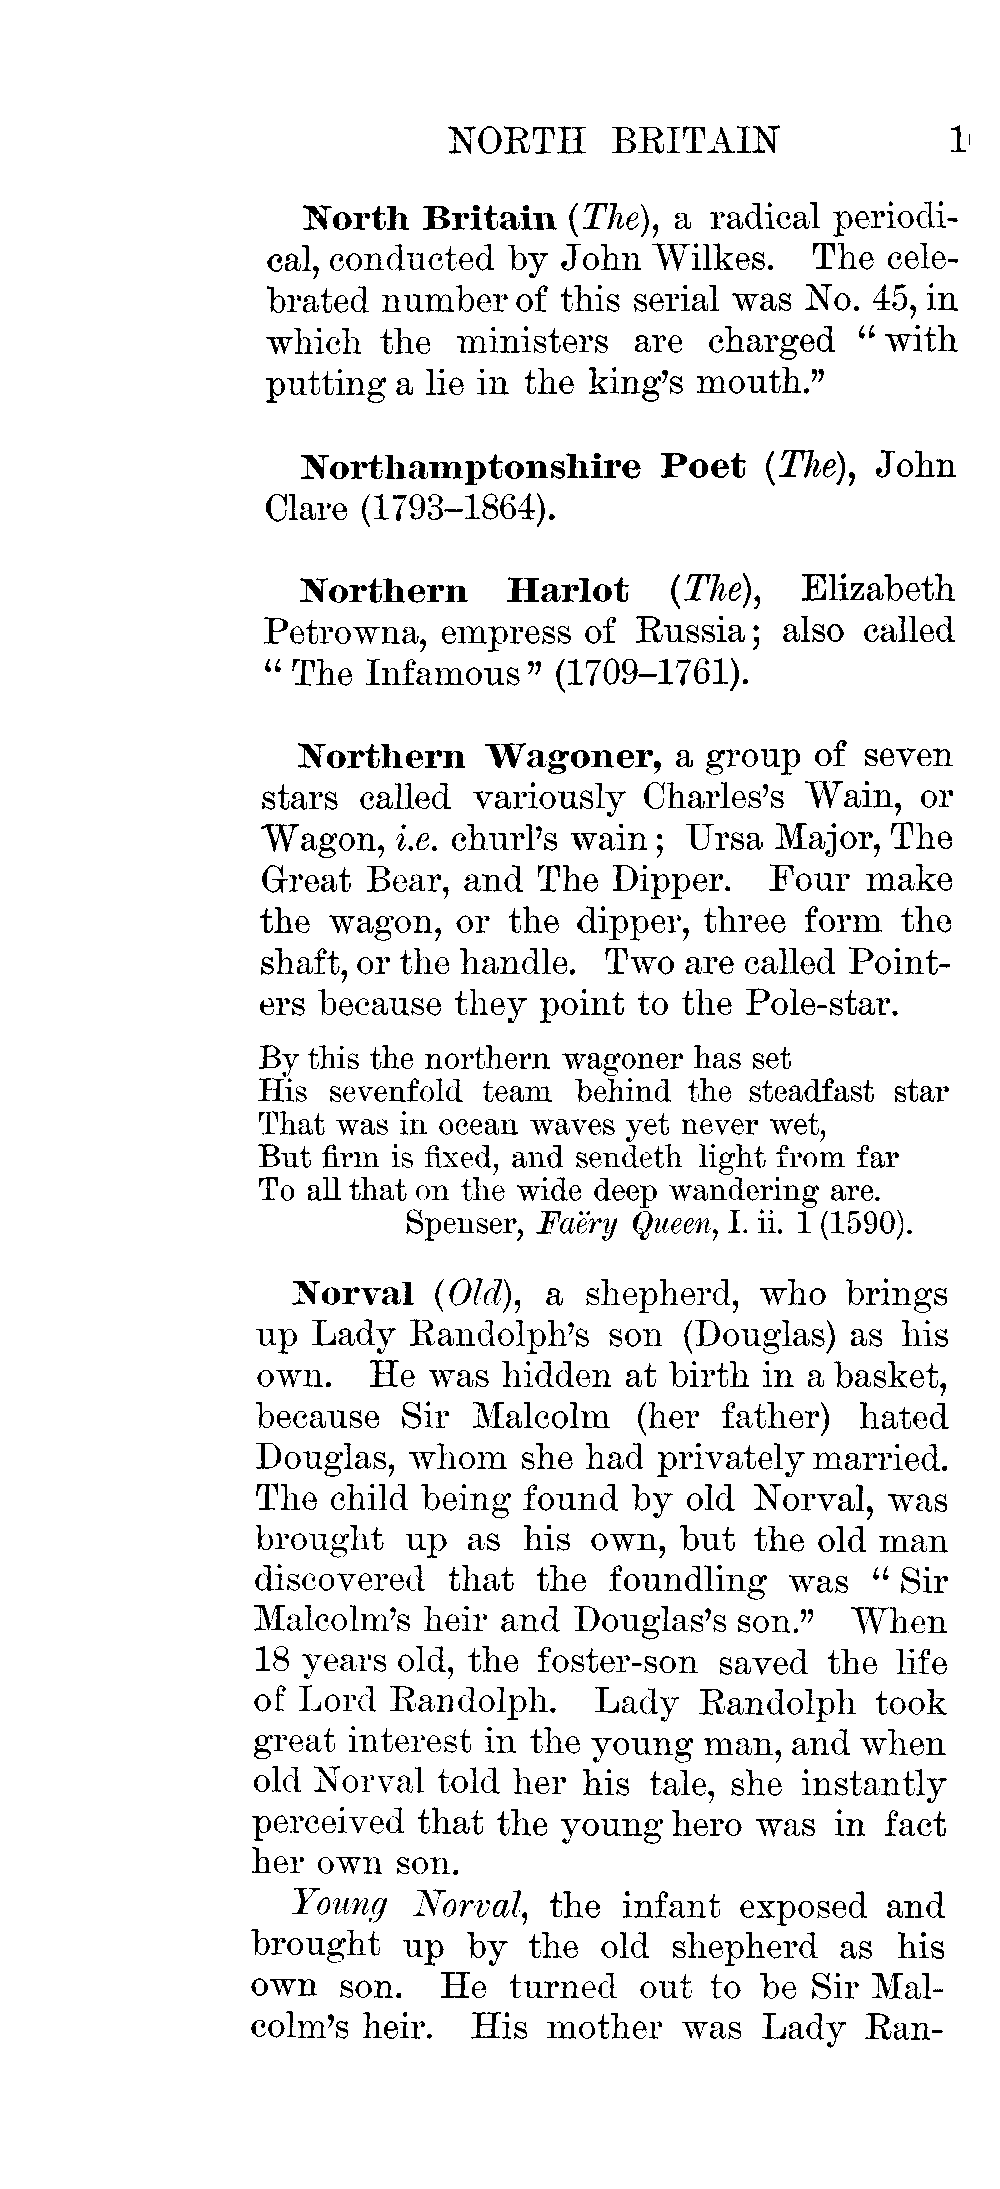 NORTH BRITAIN 1
North Britain (The), a radical periodi-
cal, conducted by John Wilkes. The cele-
brated number of this serial was No. 45, in
which the ministers are charged “with
putting a lie in the king’s mouth.”
Northamptonshire Poet (The), John
Clare (1793–1864).
Northern Harlot (The), Elizabeth
Petrowna, empress of Russia; also called
“The Infamous” (1709–1761).
Northern Wagoner, a group of seven
stars called variously Charles’s Wain, or
Wagon, i.e. churl’s wain; Ursa Major, The
Great Bear, and The Dipper. Four make
the wagon, or the dipper, three form the
shaft, or the handle. Two are called Point-
ers because they point to the Pole-star.
By this the northern wagoner has set
His sevenfold team behind the steadfast star
That was in ocean waves yet never wet,
But firm is fixed, and sendeth light from far
To all that on the wide deep wandering are.
Spenser, Faëry Queen, I. ii. 1 (1590).
Norval (Old), a shepherd, who brings
up Lady Randolph’s son (Douglas) as his
own. He was hidden at birth in a basket,
because Sir Malcolm (her father) hated
Douglas, whom she had privately married.
The child being found by old Norval, was
brought up as his own, but the old man
discovered that the foundling was “Sir
Malcolm’s heir and Douglas’s son.” When
18 years old, the foster-son saved the life
of Lord Randolph. Lady Randolph took
great interest in the young man, and when
old Norval told her his tale, she instantly
perceived that the young hero was in fact
her own son.
Young Norval, the infant exposed and
brought up by the old shepherd as his
own son. He turned out to be Sir Mal-
colm’s heir. His mother was Lady Ran-